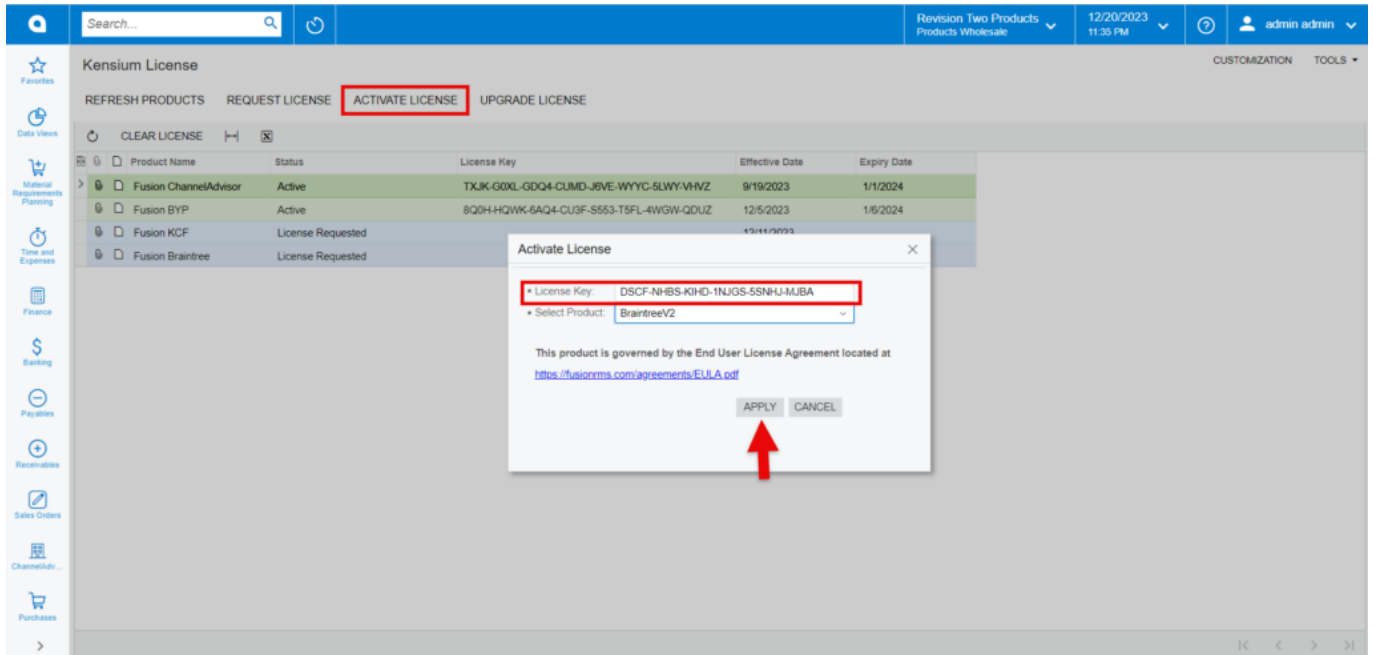 Search...
Revision Two Products
Products Wholesale
12/20/2023
11:35 PM
admin admin
Favorites
Data Views
Material
Requirements
Planning
Time and
Expenses
Finance
Banking
Payables
Receivables
Sales Orders
ChannelAdv...
Purchases
Kensium License
CUSTOMIZATION TOOLS
REFRESH PRODUCTS REQUEST LICENSE ACTIVATE LICENSE UPGRADE LICENSE
CLEAR LICENSE
Product Name Status License Key Effective Date Expiry Date
Fusion ChannelAdvisor Active TXJK-G0XL-GDQ4-CUMD-J6VE-WYYC-5LWY-VHVZ 9/19/2023 1/1/2024
Fusion BYP Active 8Q0H-HQWK-6AQ4-CU3F-S553-T5FL-4WGW-QDUZ 12/5/2023 1/6/2024
Fusion KCF License Requested 12/11/2023
Fusion Braintree License Requested
Activate License
* License Key: DSCF-NHBS-KIHD-1NJGS-5SNHJ-MJBA
* Select Product: BraintreeV2
This product is governed by the End User License Agreement located at
https://fusionrms.com/agreements/EULA.pdf
APPLY CANCEL